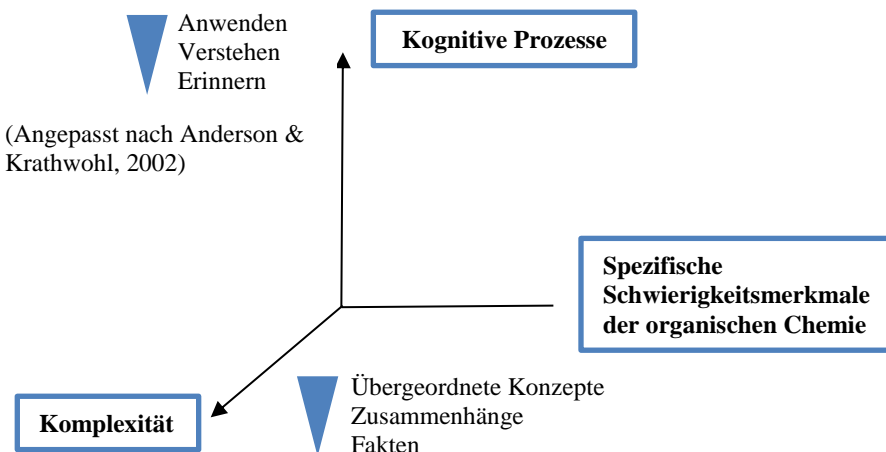 Anwenden
Verstehen
Erinnern
Kognitive Prozesse
(Angepasst nach Anderson &
Krathwohl, 2002)
Spezifische
Schwierigkeitsmerkmale
der organischen Chemie
Übergeordnete Konzepte
Zusammenhänge
Fakten
Komplexität